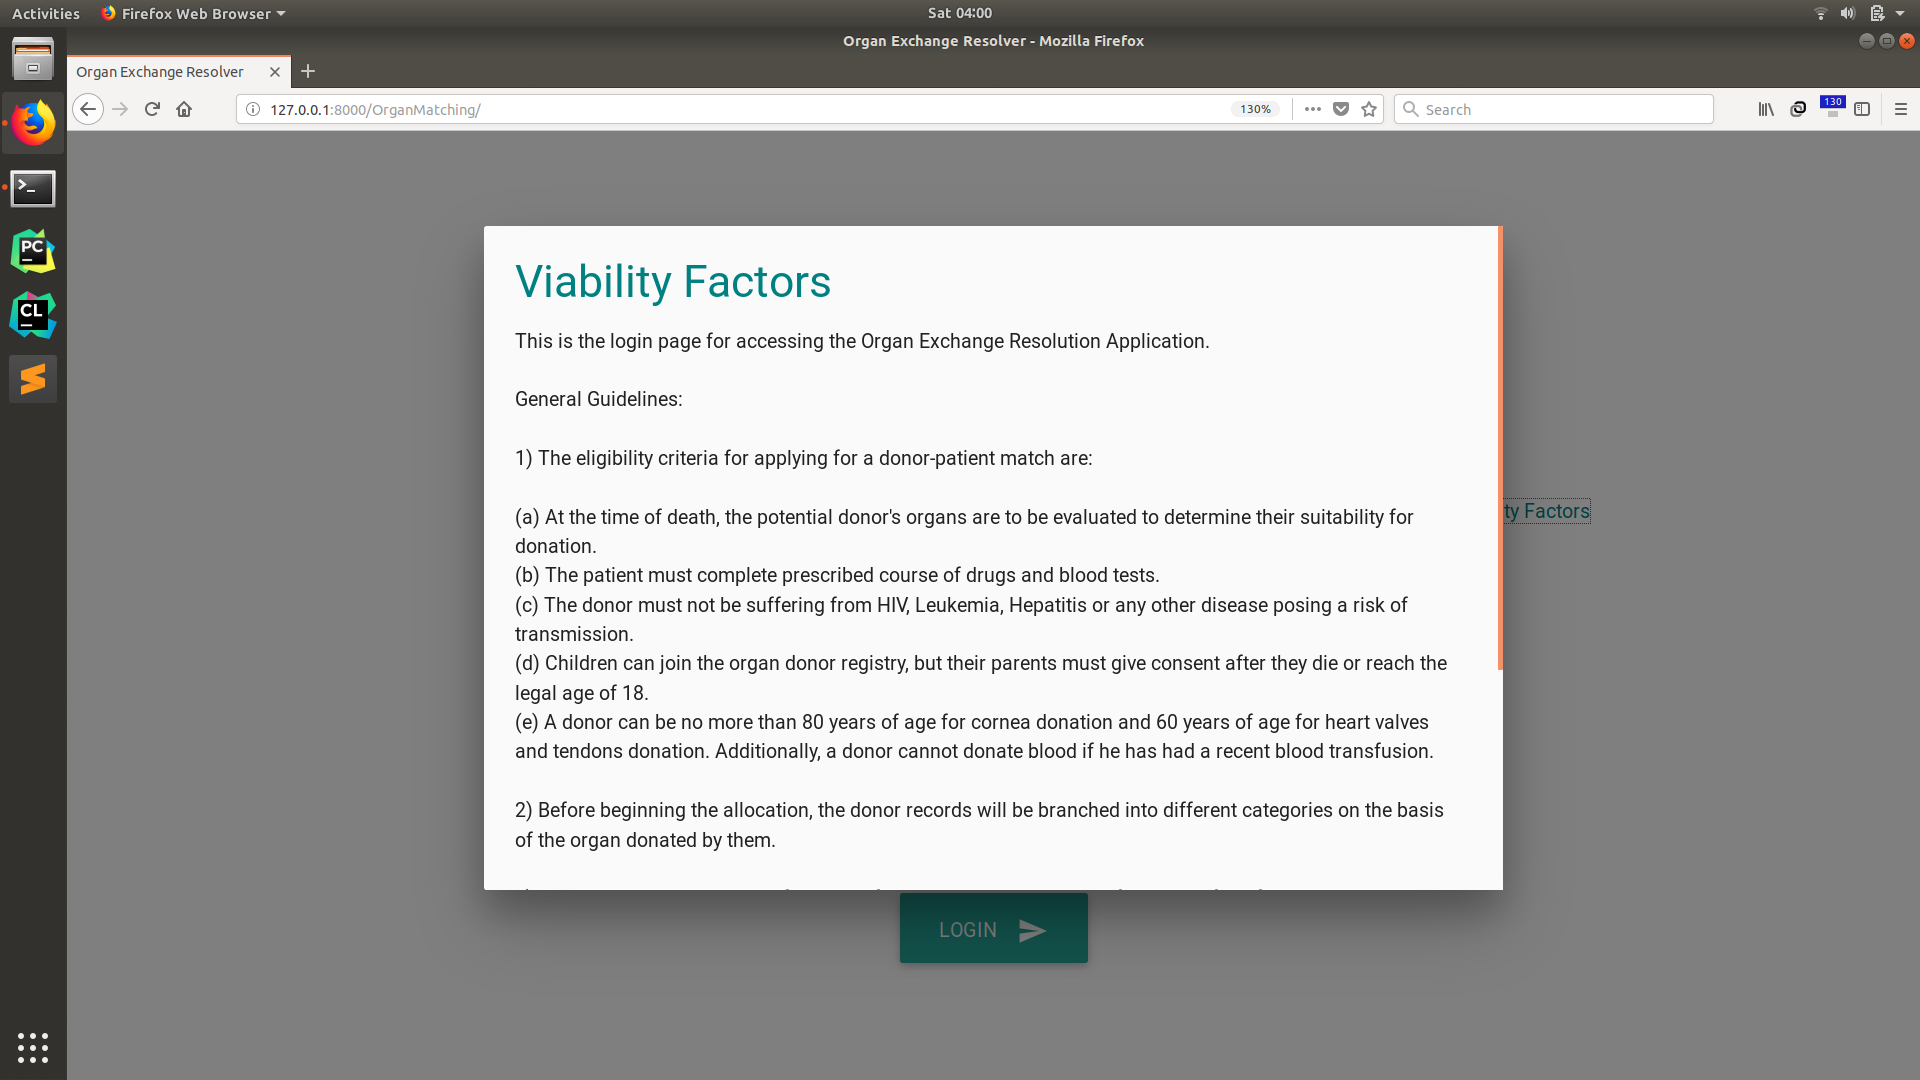 Activities Firefox Web Browser Sat 04:00
Organ Exchange Resolver - Mozilla Firefox
Organ Exchange Resolver
127.0.0.1:8000/OrganMatching/ 130% Search 130
Viability Factors
This is the login page for accessing the Organ Exchange Resolution Application.
General Guidelines:
1) The eligibility criteria for applying for a donor-patient match are:
(a) At the time of death, the potential donor's organs are to be evaluated to determine their suitability for
donation.
(b) The patient must complete prescribed course of drugs and blood tests.
(c) The donor must not be suffering from HIV, Leukemia, Hepatitis or any other disease posing a risk of
transmission.
(d) Children can join the organ donor registry, but their parents must give consent after they die or reach the
legal age of 18.
(e) A donor can be no more than 80 years of age for cornea donation and 60 years of age for heart valves
and tendons donation. Additionally, a donor cannot donate blood if he has had a recent blood transfusion.
2) Before beginning the allocation, the donor records will be branched into different categories on the basis
of the organ donated by them.
ty Factors
LOGIN
PC
CL